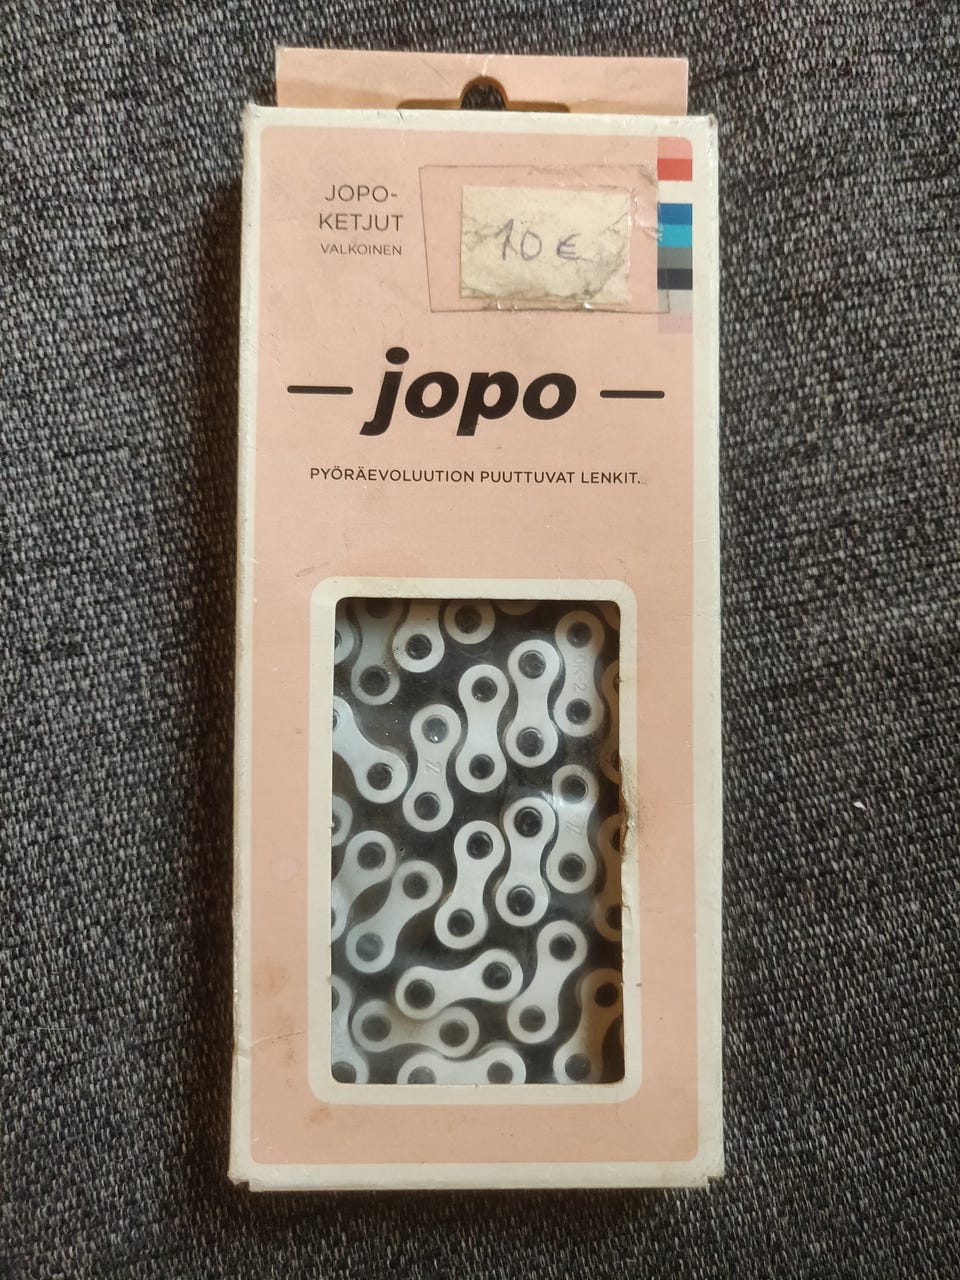 JOPO-
KETJUT
VALKOINEN
10 €
jopo
PYÖRÄEVOLUUTION PUUTTUVAT LENKIT.